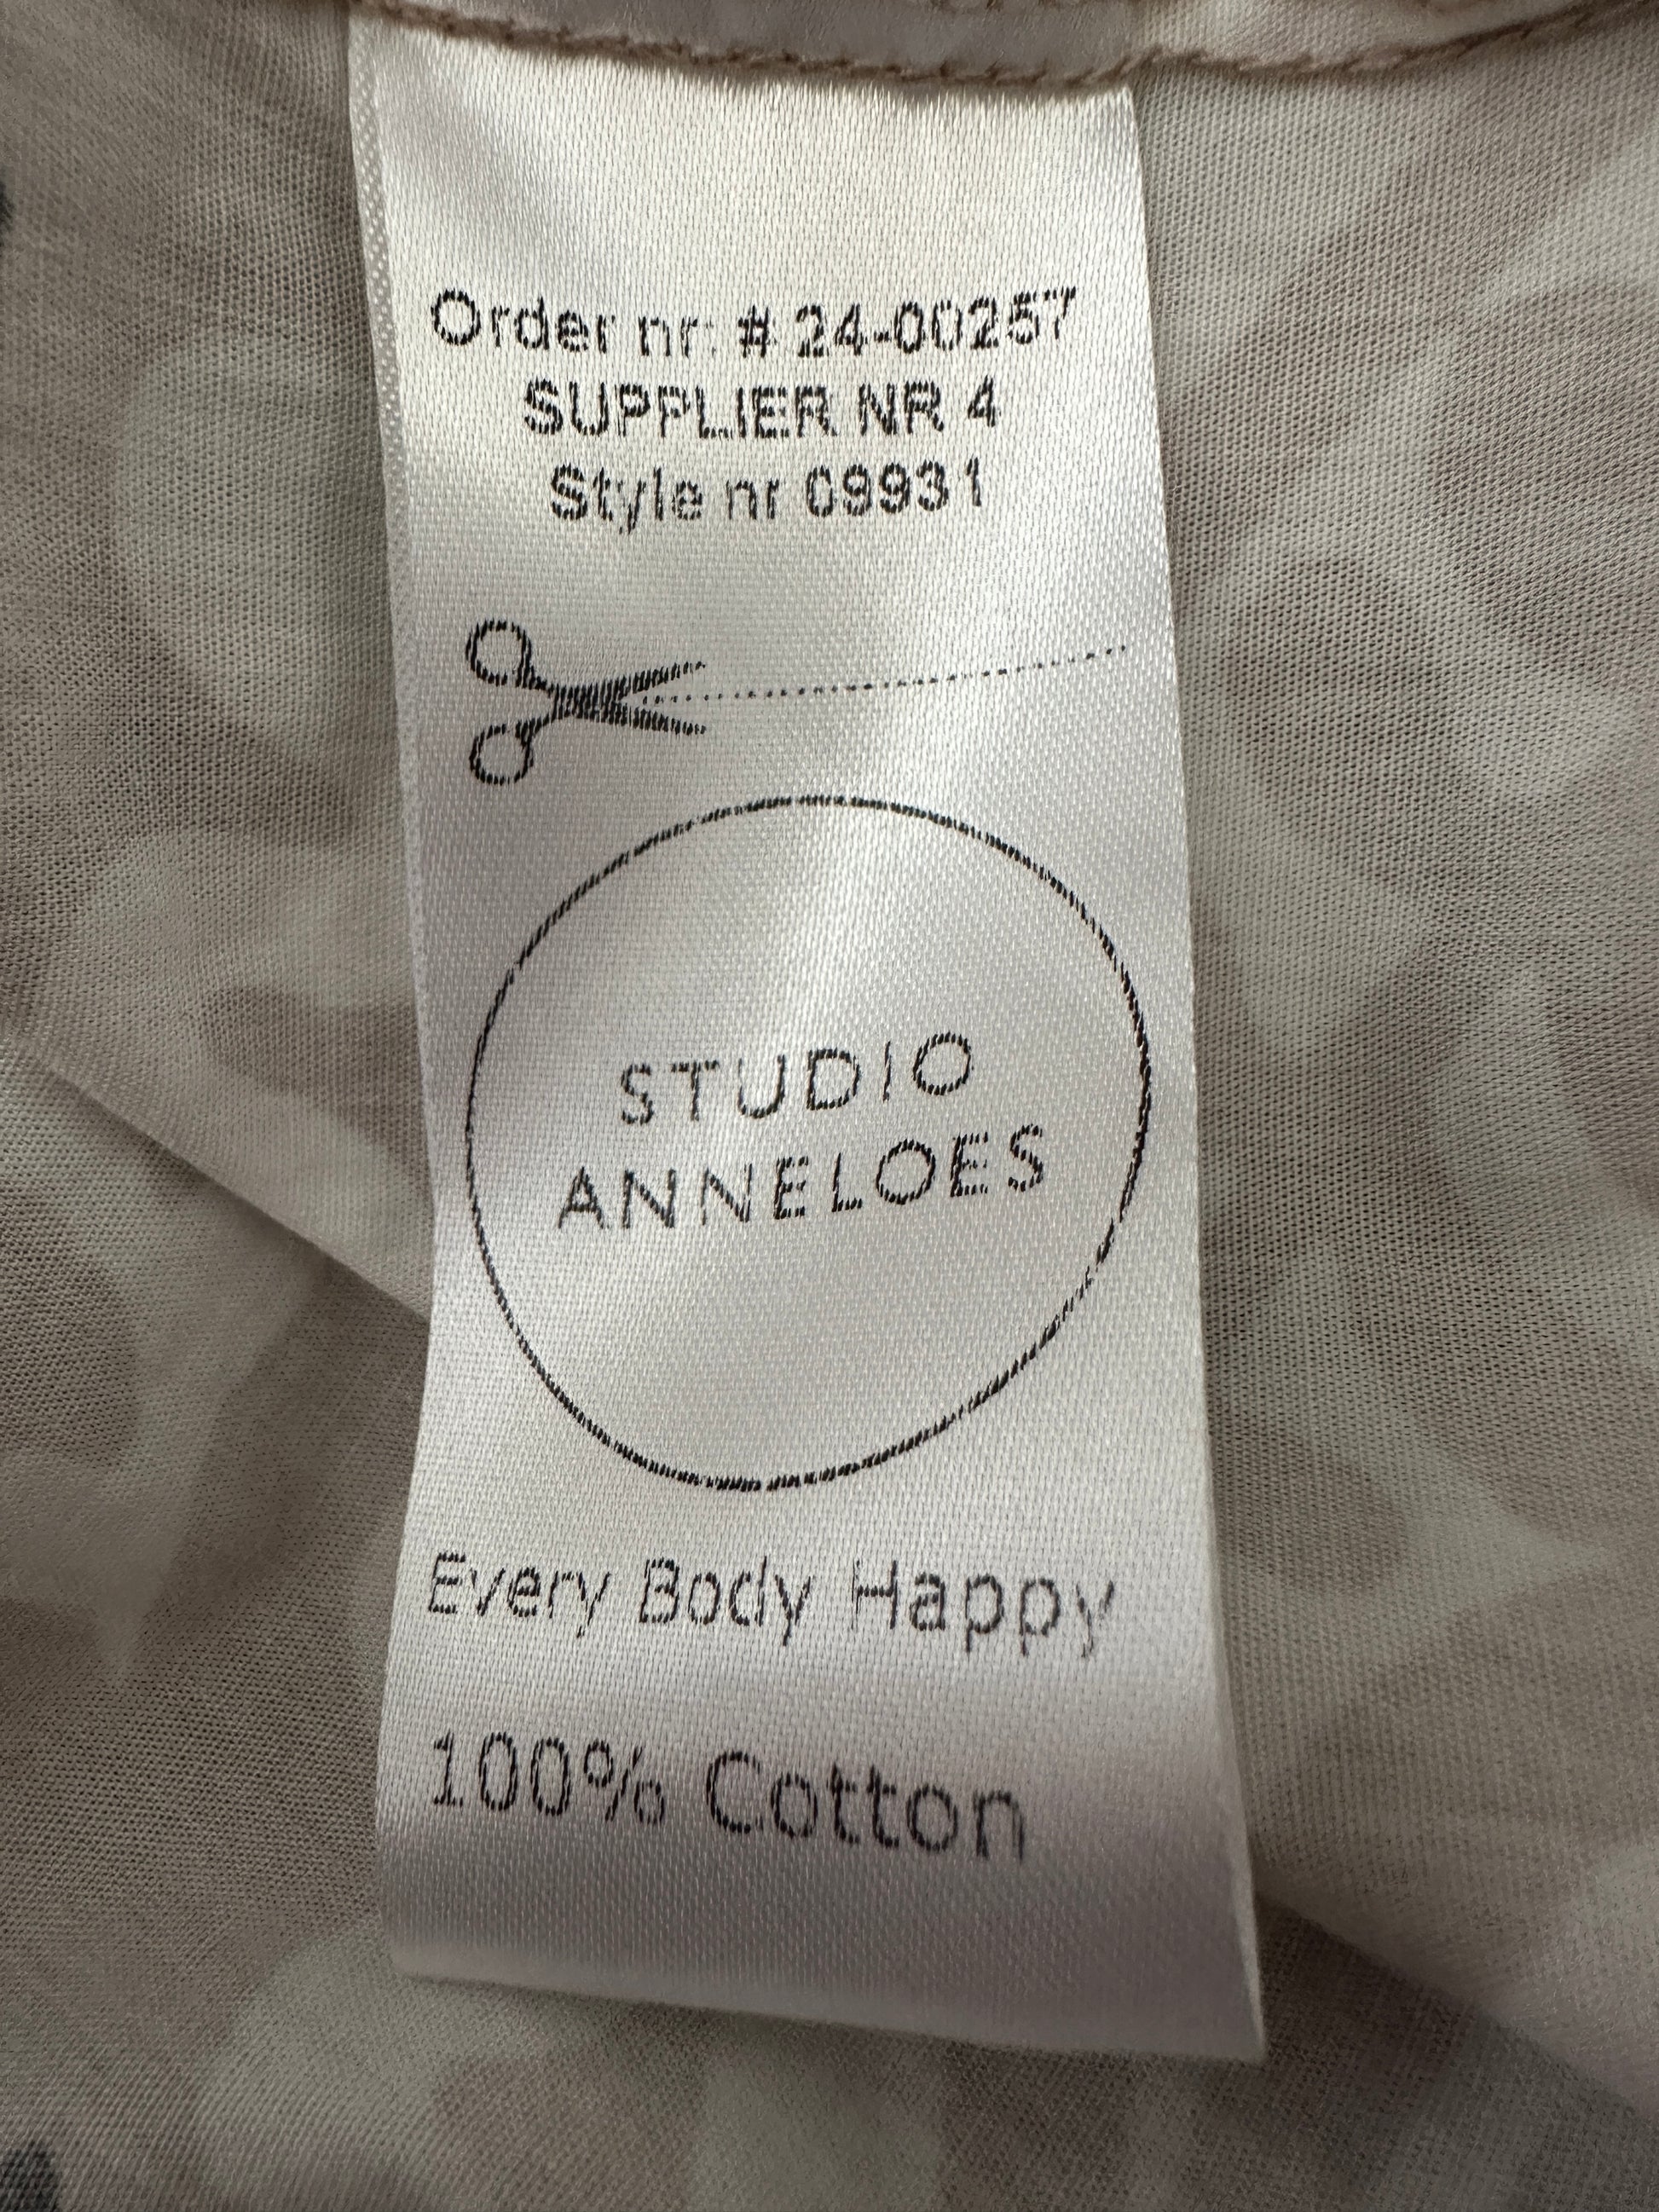 Order nr: # 24-00257
SUPPLIER NR 4
Style nr 09931
STUDIO
ANNELOES
Every Body Happy
100% Cotton